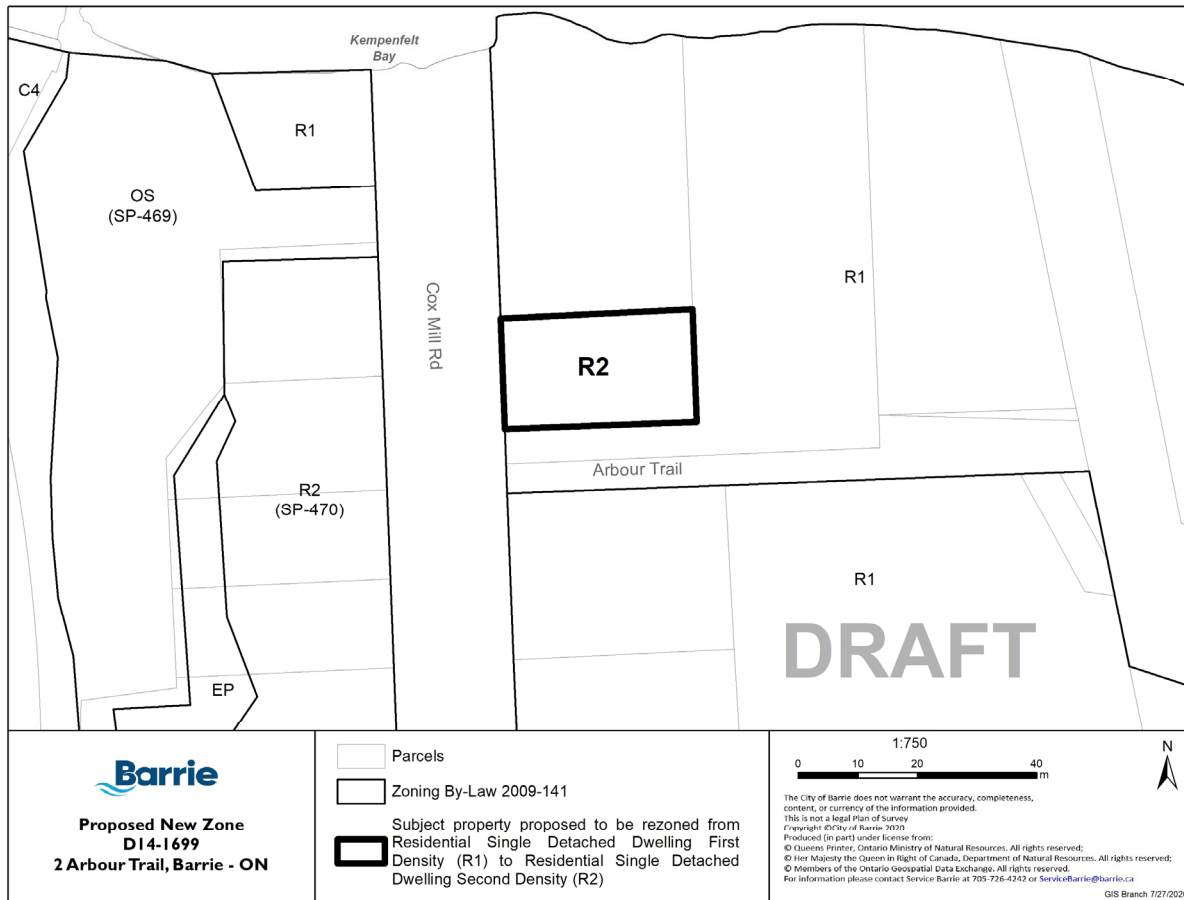 Kempenfelt
Bay
C4
R1
OS
(SP-469)
Cox Mill Rd
R1
R2
Arbour Trail
R2
(SP-470)
R1
DRAFT
EP
Barrie
Proposed New Zone
D14-1699
2 Arbour Trail, Barrie - ON
Parcels
Zoning By-Law 2009-141
Subject property proposed to be rezoned from
Residential Single Detached Dwelling First
Density (R1) to Residential Single Detached
Dwelling Second Density (R2)
1:750
0 10 20 40
m
N
The City of Barrie does not warrant the accuracy, completeness,
content, or currency of the information provided.
This is not a legal Plan of Survey
Copyright ©City of Barrie 2020
Produced (in part) under license from:
© Queens Printer, Ontario Ministry of Natural Resources. All rights reserved;
© Her Majesty the Queen in Right of Canada, Department of Natural Resources. All rights reserved;
© Members of the Ontario Geospatial Data Exchange. All rights reserved.
For information please contact Service Barrie at 705-726-4242 or ServiceBarrie@barrie.ca
GIS Branch 7/27/2020